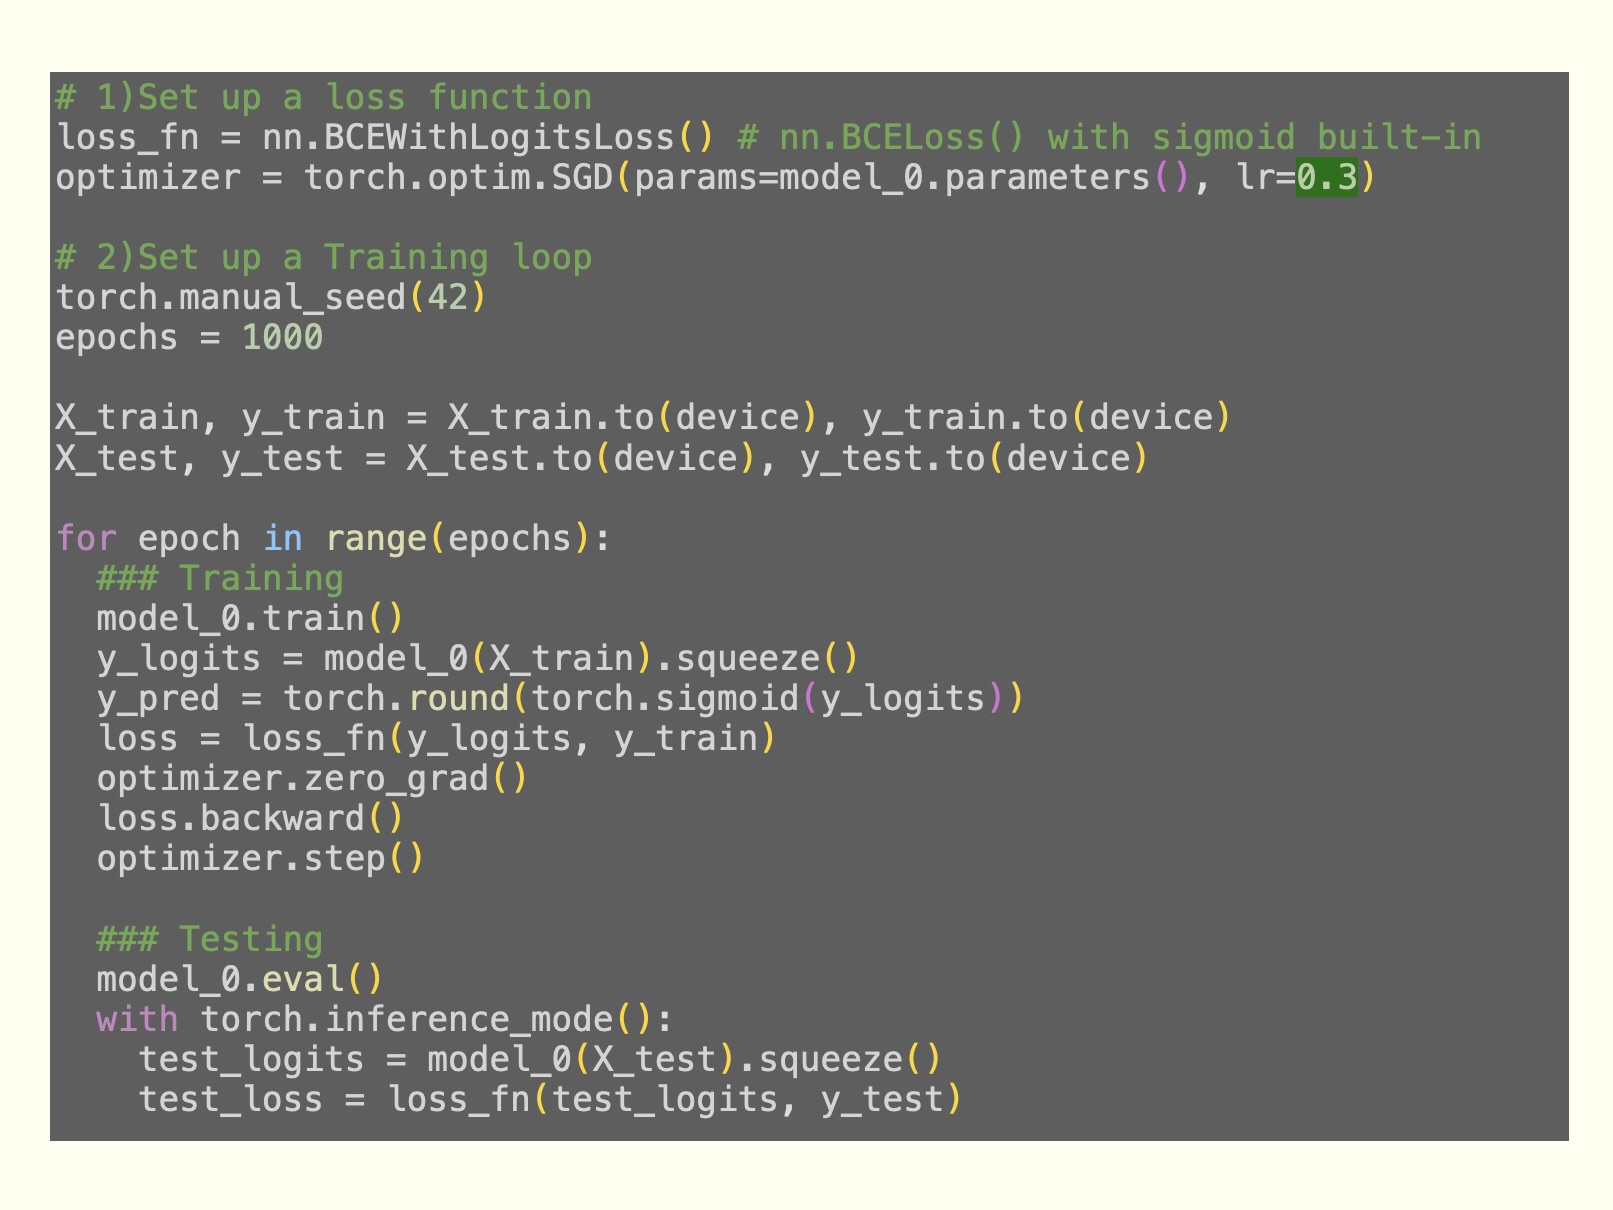 # 1)Set up a loss function
loss_fn = nn.BCEWithLogitsLoss() # nn.BCELoss() with sigmoid built-in
optimizer = torch.optim.SGD(params=model_0.parameters(), lr=0.3)

# 2)Set up a Training loop
torch.manual_seed(42)
epochs = 1000

X_train, y_train = X_train.to(device), y_train.to(device)
X_test, y_test = X_test.to(device), y_test.to(device)

for epoch in range(epochs):
  ### Training
  model_0.train()
  y_logits = model_0(X_train).squeeze()
  y_pred = torch.round(torch.sigmoid(y_logits))
  loss = loss_fn(y_logits, y_train)
  optimizer.zero_grad()
  loss.backward()
  optimizer.step()

  ### Testing
  model_0.eval()
  with torch.inference_mode():
    test_logits = model_0(X_test).squeeze()
    test_loss = loss_fn(test_logits, y_test)